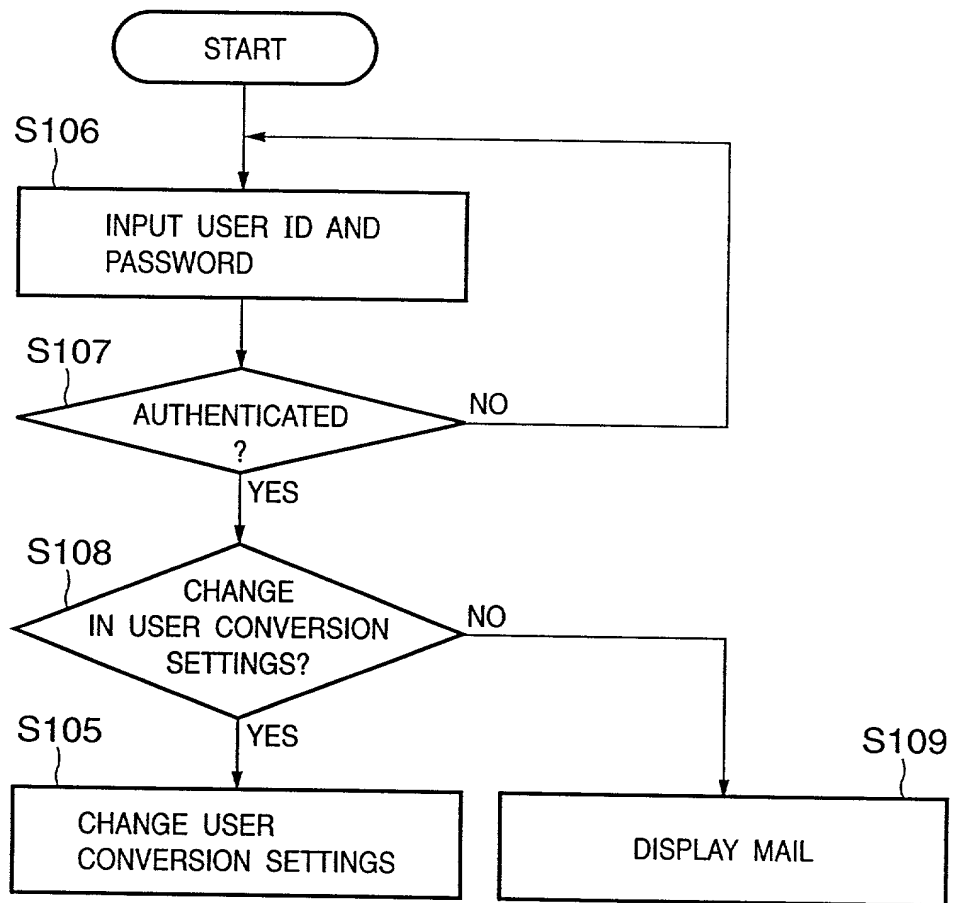 START
S106
INPUT USER ID AND
PASSWORD
S107
AUTHENTICATED
?
NO
YES
S108
CHANGE
IN USER CONVERSION
SETTINGS?
NO
YES
S105
CHANGE USER
CONVERSION SETTINGS
S109
DISPLAY MAIL